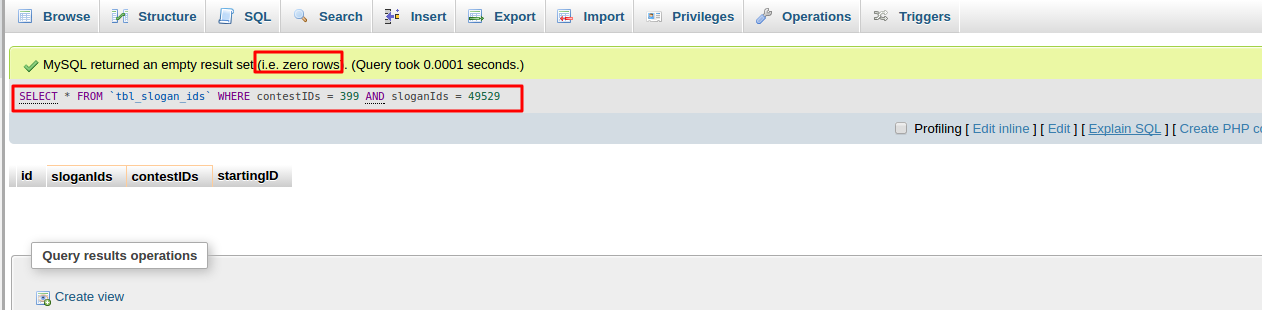 Browse Structure SQL Search Insert Export Import Privileges Operations Triggers
MySQL returned an empty result set (i.e. zero rows). (Query took 0.0001 seconds.)
SELECT * FROM `tbl_slogan_ids` WHERE contestIDs = 399 AND sloganIds = 49529
Profiling [ Edit inline ] [ Edit ] [ Explain SQL ] [ Create PHP
id sloganIds contestIDs startingID
Query results operations
Create view